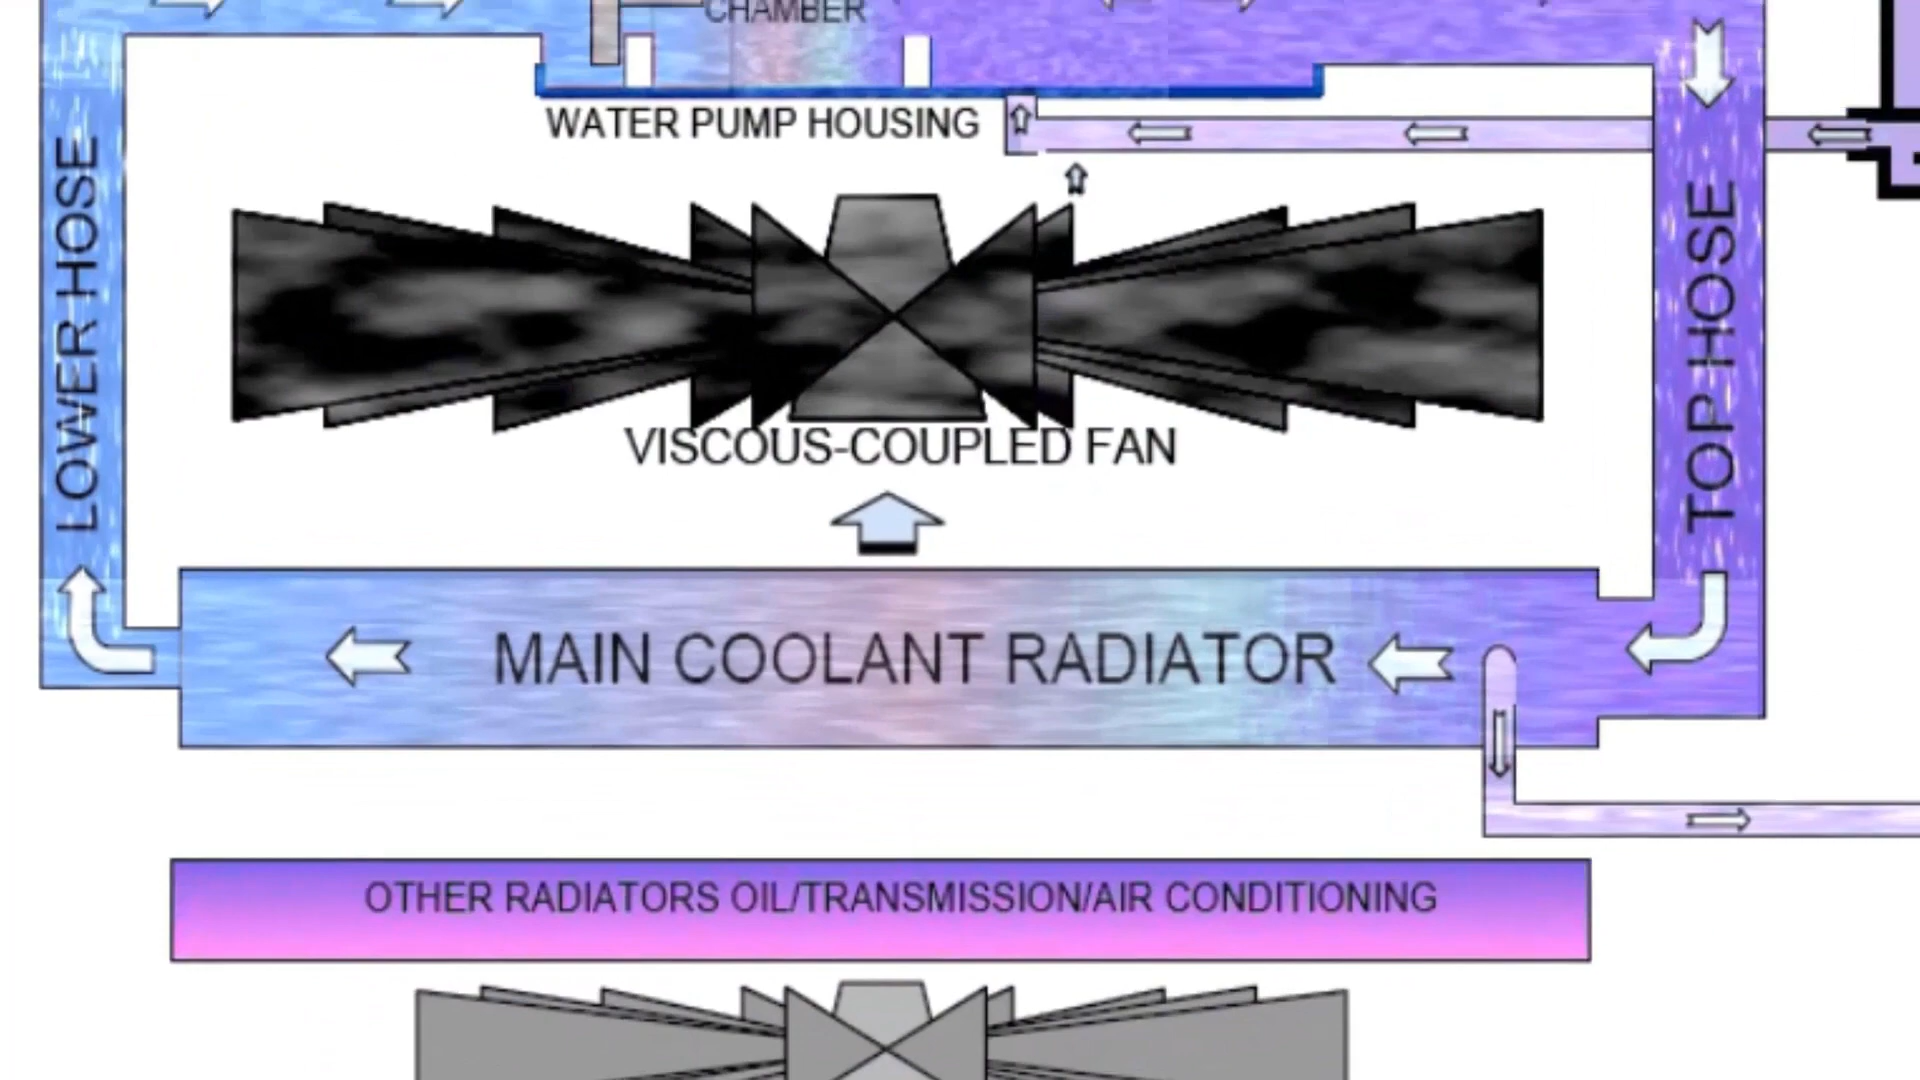 CHAMBER
WATER PUMP HOUSING
LOWER HOSE
TOP HOSE
VISCOUS-COUPLED FAN
MAIN COOLANT RADIATOR
OTHER RADIATORS OIL/TRANSMISSION/AIR CONDITIONING